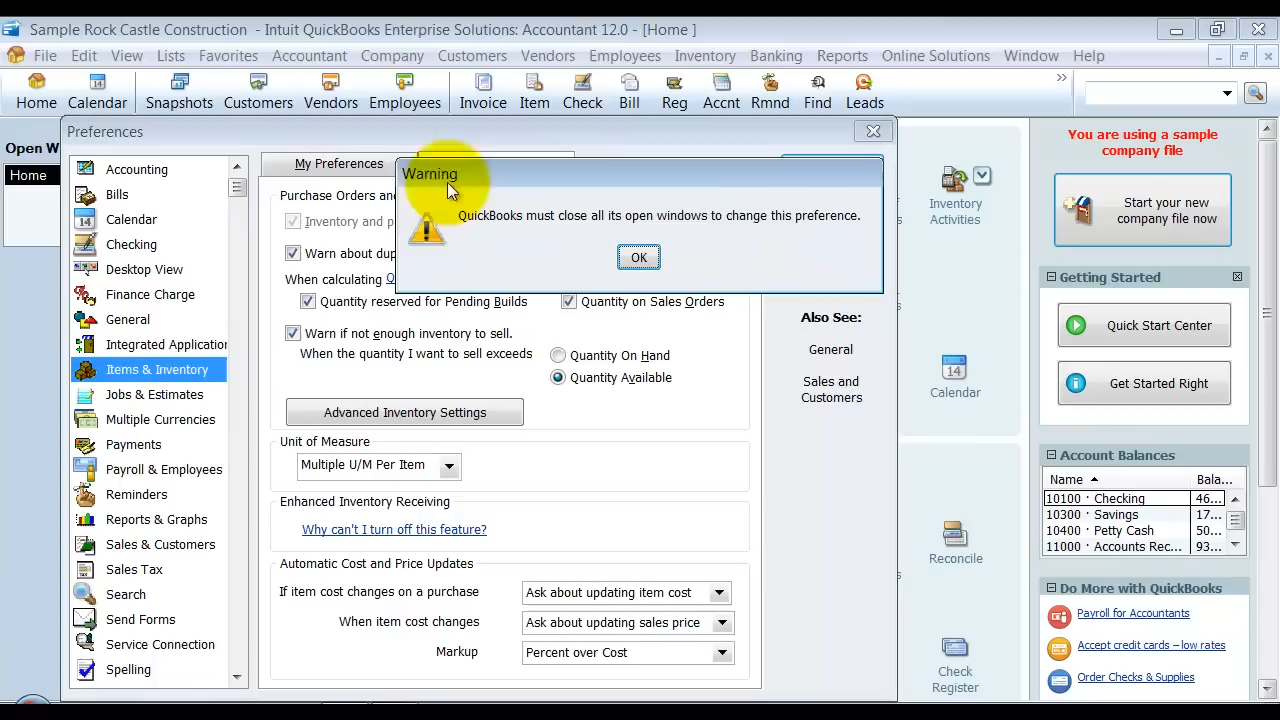 Sample Rock Castle Construction - Intuit QuickBooks Enterprise Solutions: Accountant 12.0 - [Home ]
File Edit View Lists Favorites Accountant Company Customers Vendors Employees Inventory Banking Reports Online Solutions Window Help
Home Calendar Snapshots Customers Vendors Employees Invoice Item Check Bill Reg Accnt Rmnd Find Leads
Open W
Home
Preferences
Accounting
Bills
Calendar
Checking
Desktop View
Finance Charge
General
Integrated Application
Items & Inventory
Jobs & Estimates
Multiple Currencies
Payments
Payroll & Employees
Reminders
Reports & Graphs
Sales & Customers
Sales Tax
Search
Send Forms
Service Connection
Spelling
My Preferences
Purchase Orders and
Inventory and p
Warn about dup
When calculating Q
Quantity reserved for Pending Builds
Quantity on Sales Orders
Warn if not enough inventory to sell.
When the quantity I want to sell exceeds
Quantity On Hand
Quantity Available
Advanced Inventory Settings
Unit of Measure
Multiple U/M Per Item
Enhanced Inventory Receiving
Why can't I turn off this feature?
Automatic Cost and Price Updates
If item cost changes on a purchase Ask about updating item cost
When item cost changes Ask about updating sales price
Markup Percent over Cost
Warning
QuickBooks must close all its open windows to change this preference.
OK
Also See:
General
Sales and
Customers
Inventory
Activities
14
Calendar
Reconcile
Check
Register
You are using a sample
company file
Start your new
company file now
Getting Started
Quick Start Center
Get Started Right
Account Balances
Name Bala...
10100 · Checking 46...
10300 · Savings 17...
10400 · Petty Cash 50...
11000 · Accounts Rec... 93...
Do More with QuickBooks
Payroll for Accountants
Accept credit cards – low rates
Order Checks & Supplies